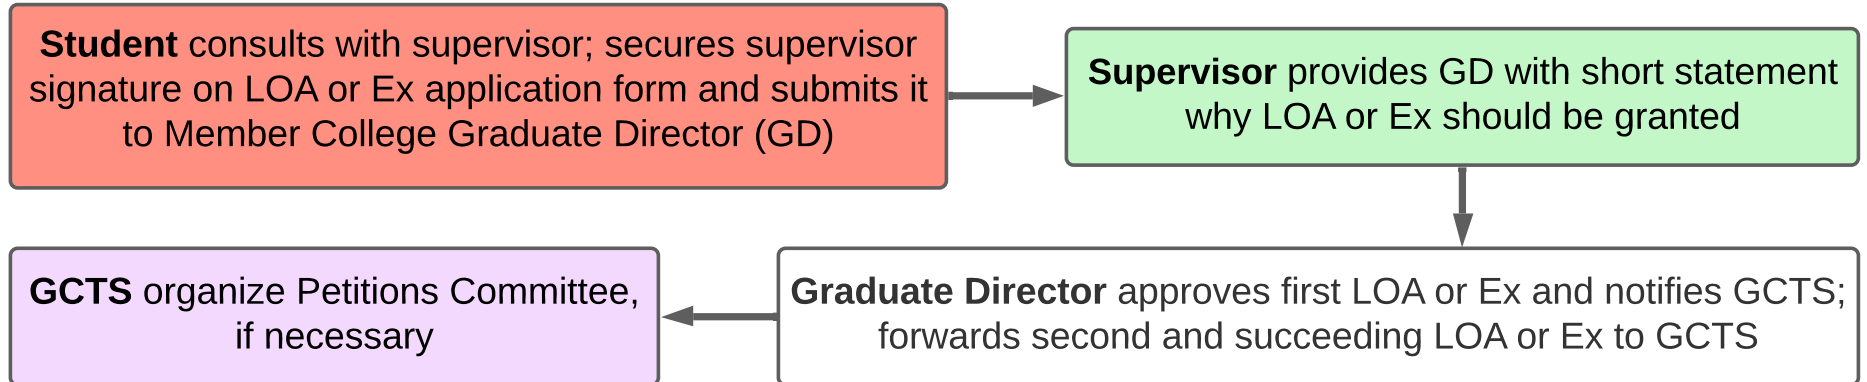 Student consults with supervisor; secures supervisor
signature on LOA or Ex application form and submits it
to Member College Graduate Director (GD)
Supervisor provides GD with short statement
why LOA or Ex should be granted
Graduate Director approves first LOA or Ex and notifies GCTS;
forwards second and succeeding LOA or Ex to GCTS
GCTS organize Petitions Committee,
if necessary